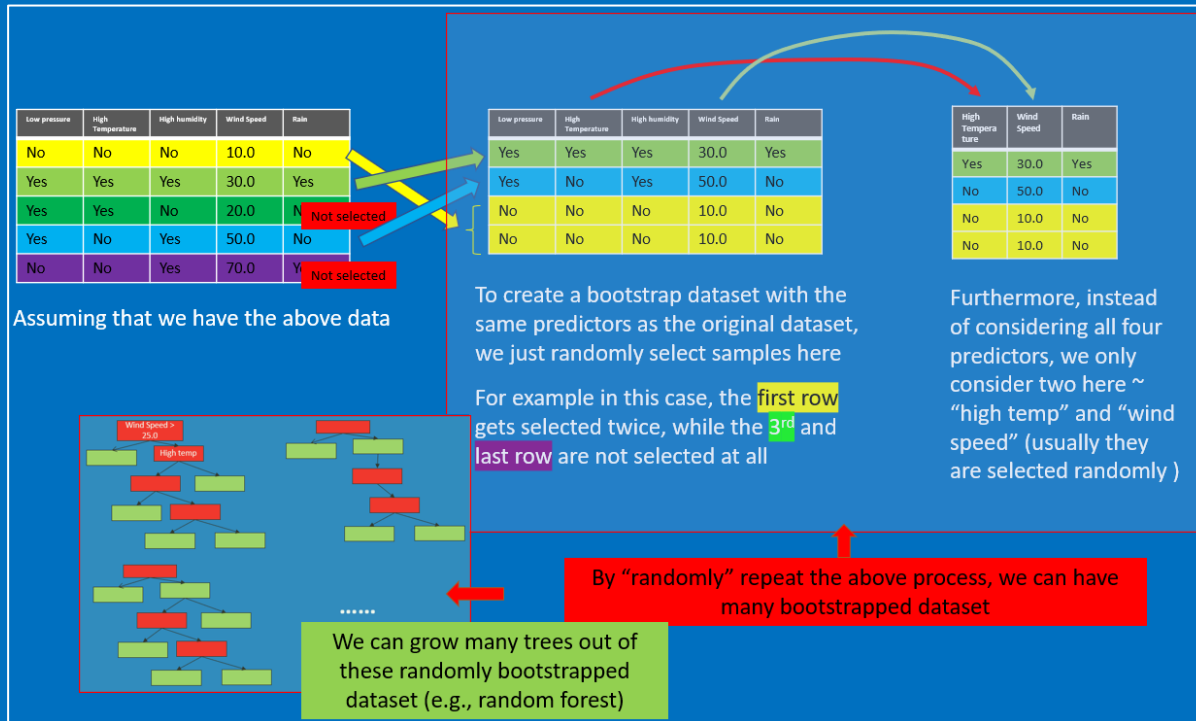 Low pressure High Temperature High humidity Wind Speed Rain
No No No 10.0 No
Yes Yes Yes 30.0 Yes
Yes Yes No 20.0
Not selected
Yes No Yes 50.0 No
No No Yes 70.0
Not selected
Assuming that we have the above data
Low pressure High Temperature High humidity Wind Speed Rain
Yes Yes Yes 30.0 Yes
Yes No Yes 50.0 No
No No No 10.0 No
No No No 10.0 No
To create a bootstrap dataset with the
same predictors as the original dataset,
we just randomly select samples here
For example in this case, the first row
gets selected twice, while the 3rd and
last row are not selected at all
High Tempera ture Wind Speed Rain
Yes 30.0 Yes
No 50.0 No
No 10.0 No
No 10.0 No
Furthermore, instead
of considering all four
predictors, we only
consider two here ~
“high temp” and “wind
speed” (usually they
are selected randomly )
By “randomly” repeat the above process, we can have
many bootstrapped dataset
Wind Speed >
25.0
High temp
......
We can grow many trees out of
these randomly bootstrapped
dataset (e.g., random forest)